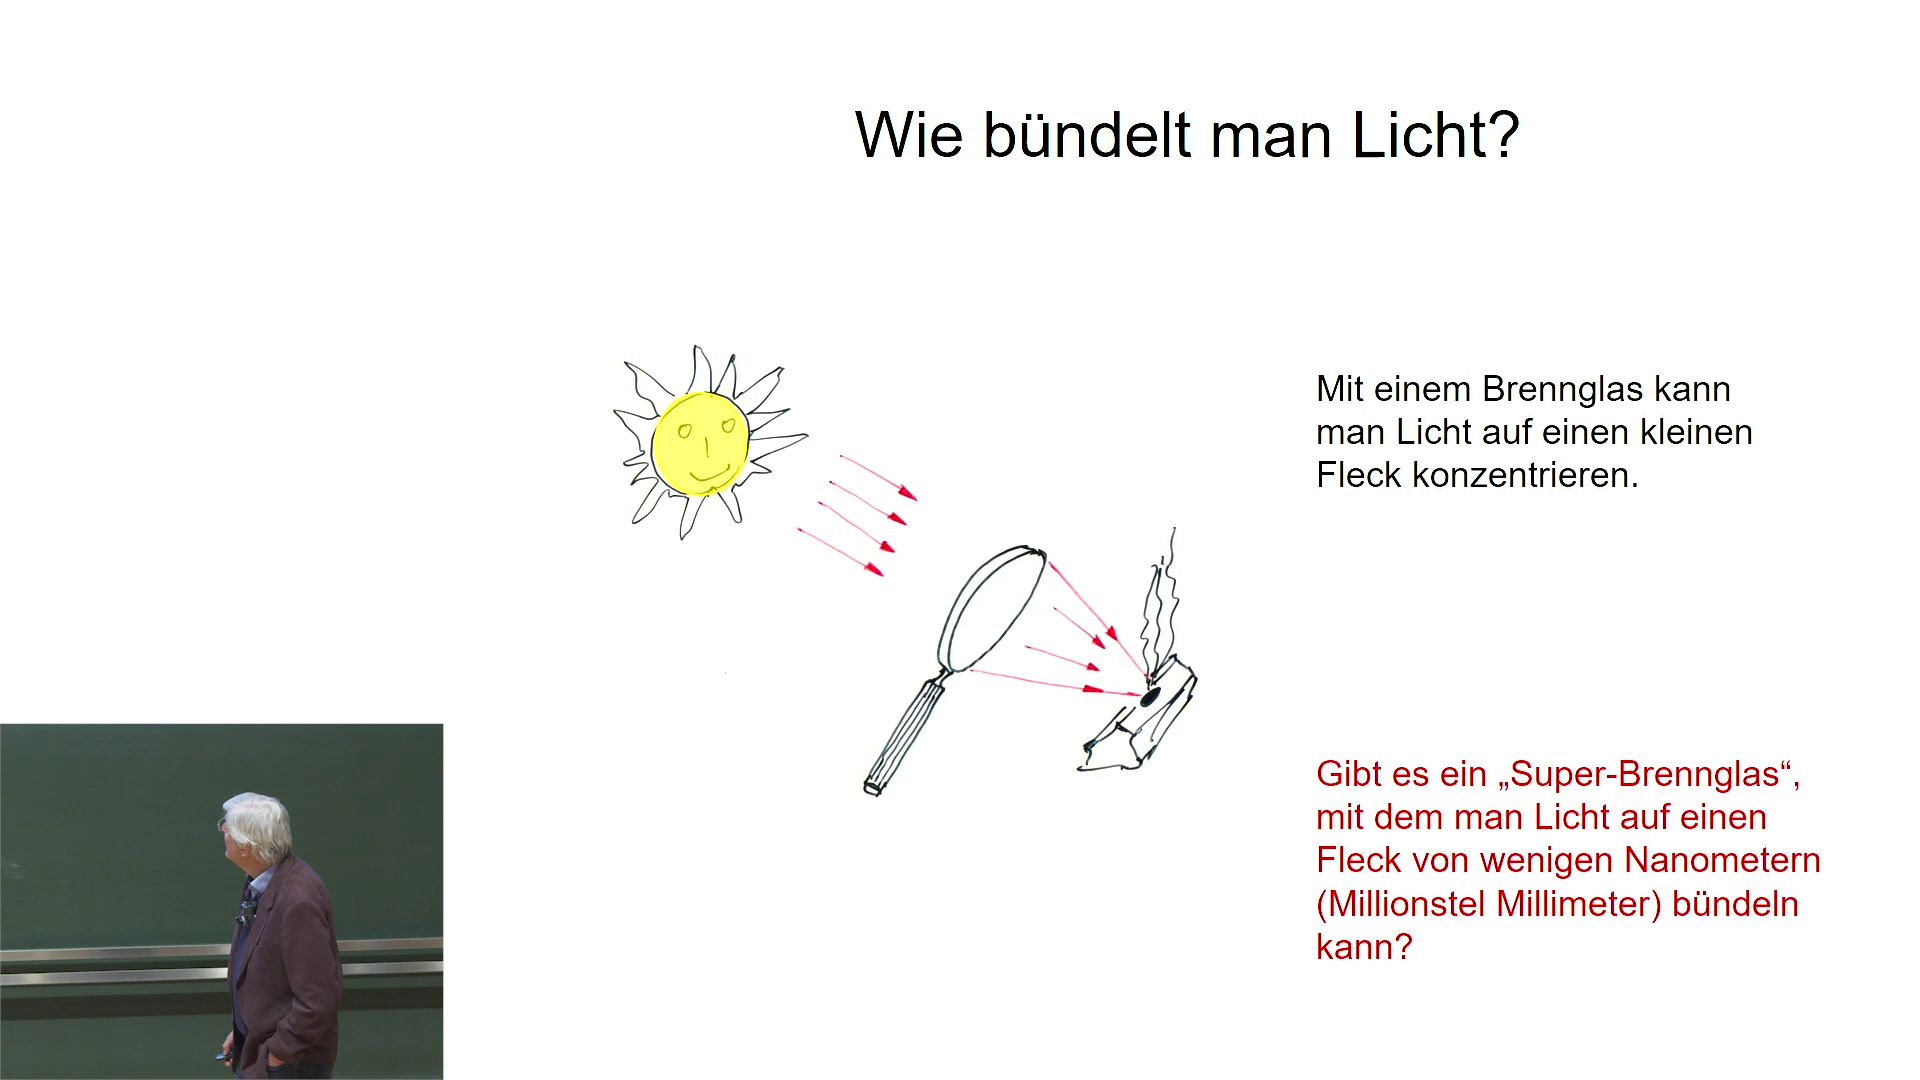 Wie bündelt man Licht?
Mit einem Brennglas kann
man Licht auf einen kleinen
Fleck konzentrieren.
Gibt es ein „Super-Brennglas“,
mit dem man Licht auf einen
Fleck von wenigen Nanometern
(Millionstel Millimeter) bündeln
kann?